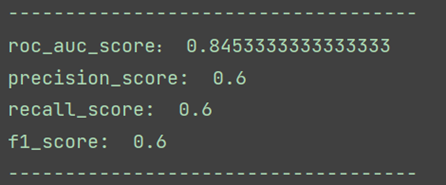 ------------------------------------
roc_auc_score:  0.8453333333333333
precision_score:  0.6
recall_score:  0.6
f1_score:  0.6
------------------------------------